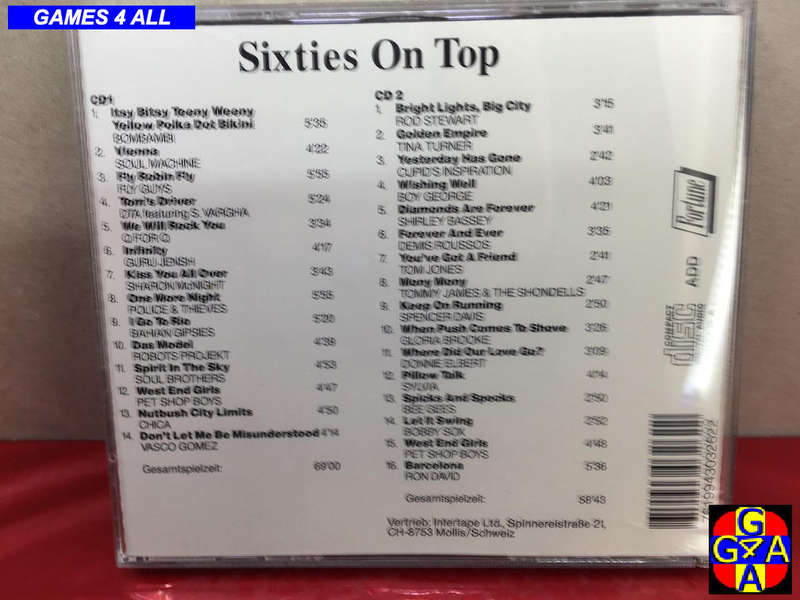 GAMES 4 ALL
Sixties On Top
CD1
1. Itsy Bitsy Teeny Weeny
Yellow Polka Dot Bikini 5'35
BOMBAMBI
2. Vienna 4'22
SOUL MACHINE
3. Fly Robin Fly 5'55
FLY GUYS
4. Tom's Driver 5'24
DTA featuring S. VARGHA
5. We Will Rock You 3'34
Q FOR Q
6. Infinity 4'17
GURU JENSHI
7. Kiss You All Over 3'43
SHARON McNIGHT
8. One More Night 5'55
POLICE & THIEVES
9. I Go To Rio 5'20
BAHIAN GIPSIES
10. Das Model 4'39
ROBOTS PROJEKT
11. Spirit In The Sky 4'53
SOUL BROTHERS
12. West End Girls 4'47
PET SHOP BOYS
13. Nutbush City Limits 4'50
CHICA
14. Don't Let Me Be Misunderstood 4'14
VASCO GOMEZ
Gesamtspielzeit: 69'00
CD 2
1. Bright Lights, Big City 3'15
ROD STEWART
2. Golden Empire 3'41
TINA TURNER
3. Yesterday Has Gone 2'42
CUPID'S INSPIRATION
4. Wishing Well 4'03
BOY GEORGE
5. Diamonds Are Forever 4'21
SHIRLEY BASSEY
6. Forever And Ever 3'35
DEMIS ROUSSOS
7. You've Got A Friend 2'41
TOM JONES
8. Mony Mony 2'47
TOMMY JAMES & THE SHONDELLS
9. Keep On Running 2'50
SPENCER DAVIS
10. When Push Comes To Shove 3'26
GLORIA BROOKE
11. Where Did Our Love Go? 3'09
DONNIE ELBERT
12. Pillow Talk 4'14
SYLVIA
13. Spicks And Specks 2'50
BEE GEES
14. Let It Swing 2'52
BOBBY SOX
15. West End Girls 4'48
PET SHOP BOYS
16. Barcelona 5'36
RON DAVID
Gesamtspielzeit: 58'43
Vertrieb: Intertape Ltd., Spinnereistraße 21,
CH-8753 Mollis/Schweiz
Fortune
ADD
COMPACT
disc
G
G4A
A